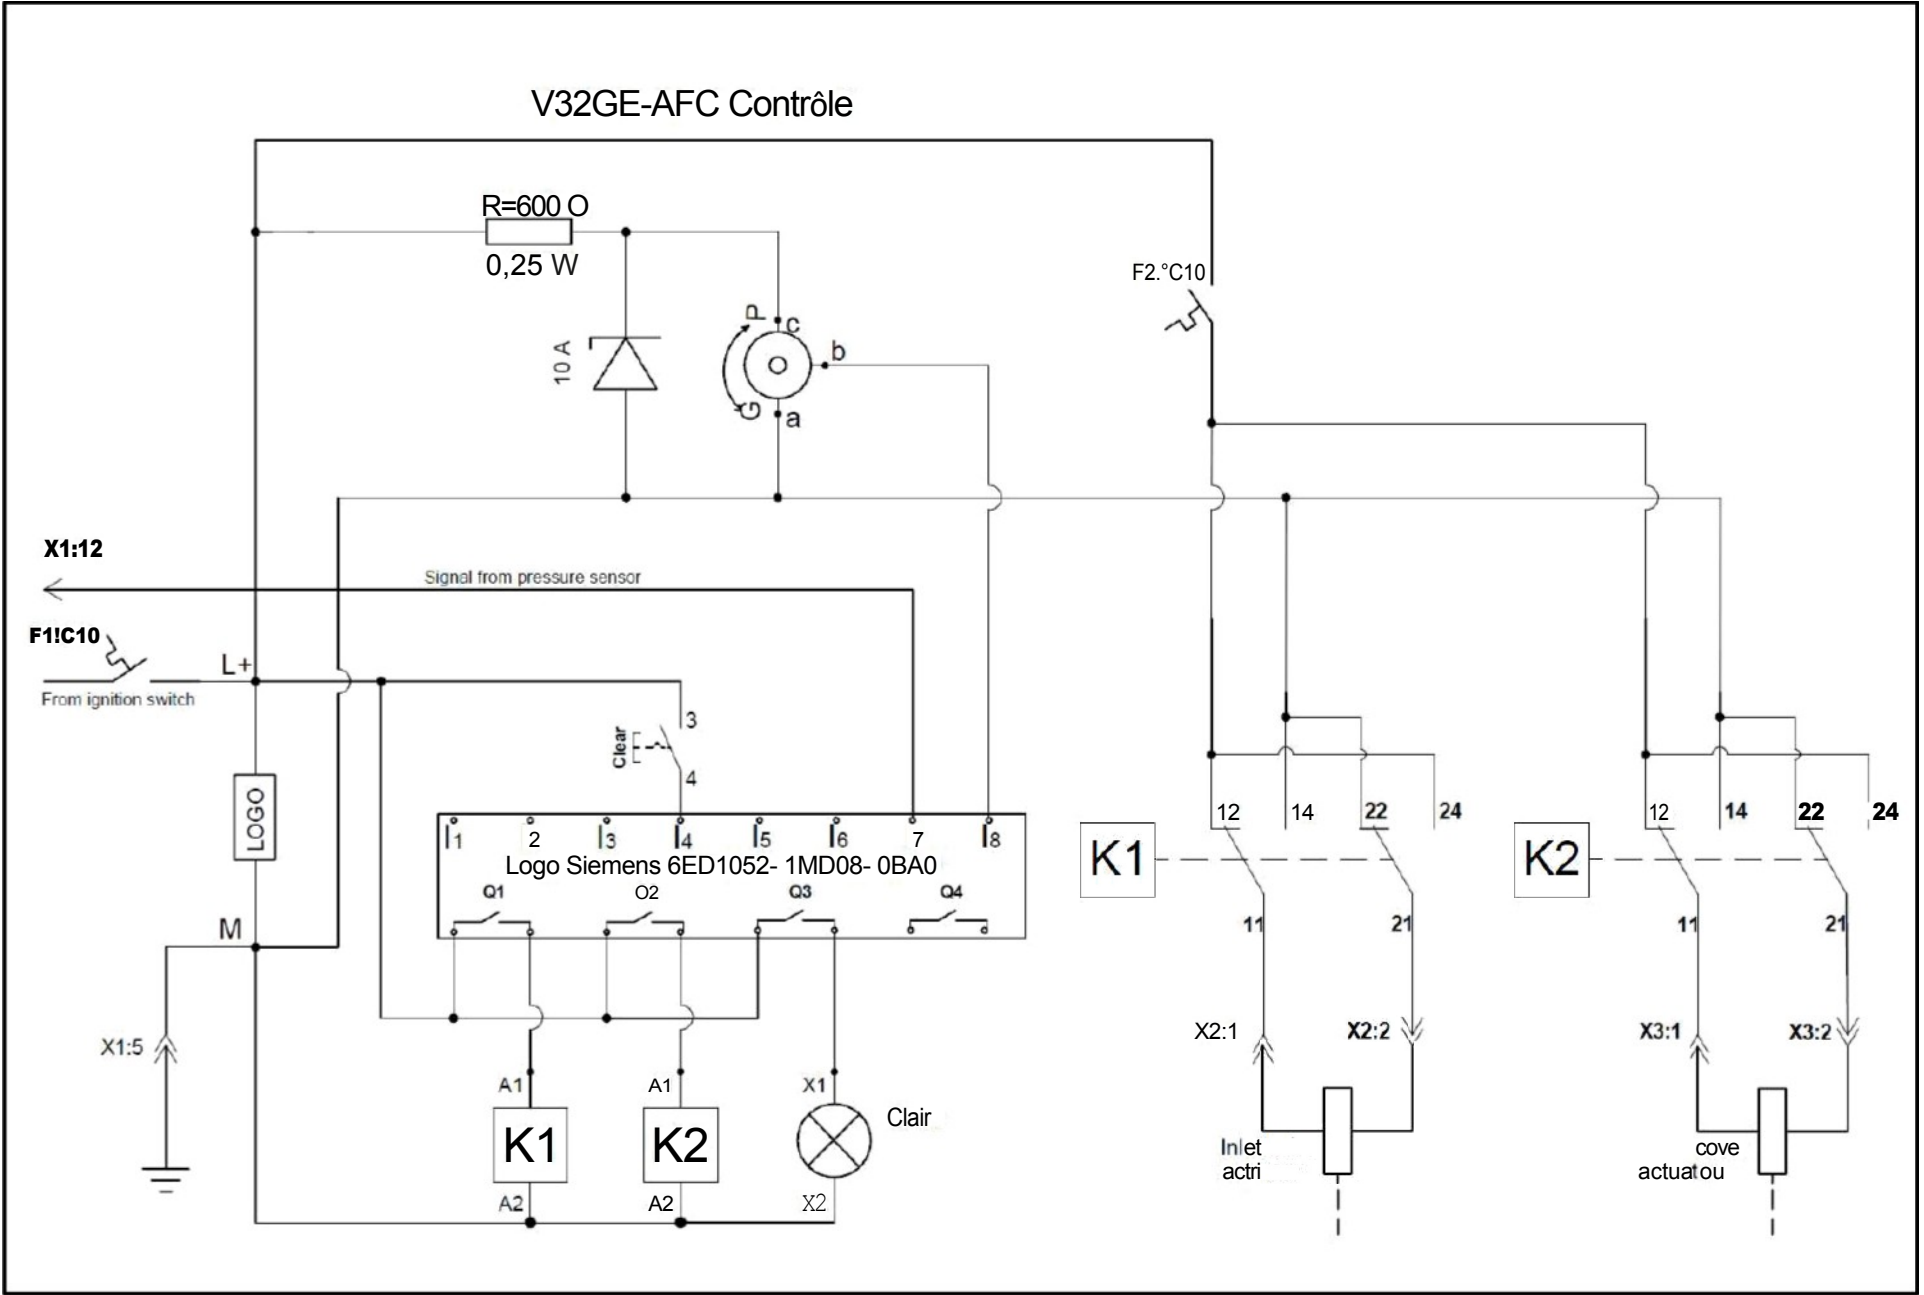 V32GE-AFC Contrôle
R=600 O
0,25 W
F2.°C10
P
c
10 A
b
G
a
X1:12
Signal from pressure sensor
F1!C10
L+
From ignition switch
3
Clear
4
LOGO
I1 2 I3 I4 I5 I6 7 I8
12 14 22 24
12 14 22 24
K1
K2
Logo Siemens 6ED1052- 1MD08- 0BA0
Q1 O2 Q3 Q4
M
11 21
11 21
X1:5
X2:1 X2:2
X3:1 X3:2
A1 A1 X1
K1 K2 Clair
Inlet
actri
cove
actuatou
A2 A2 X2